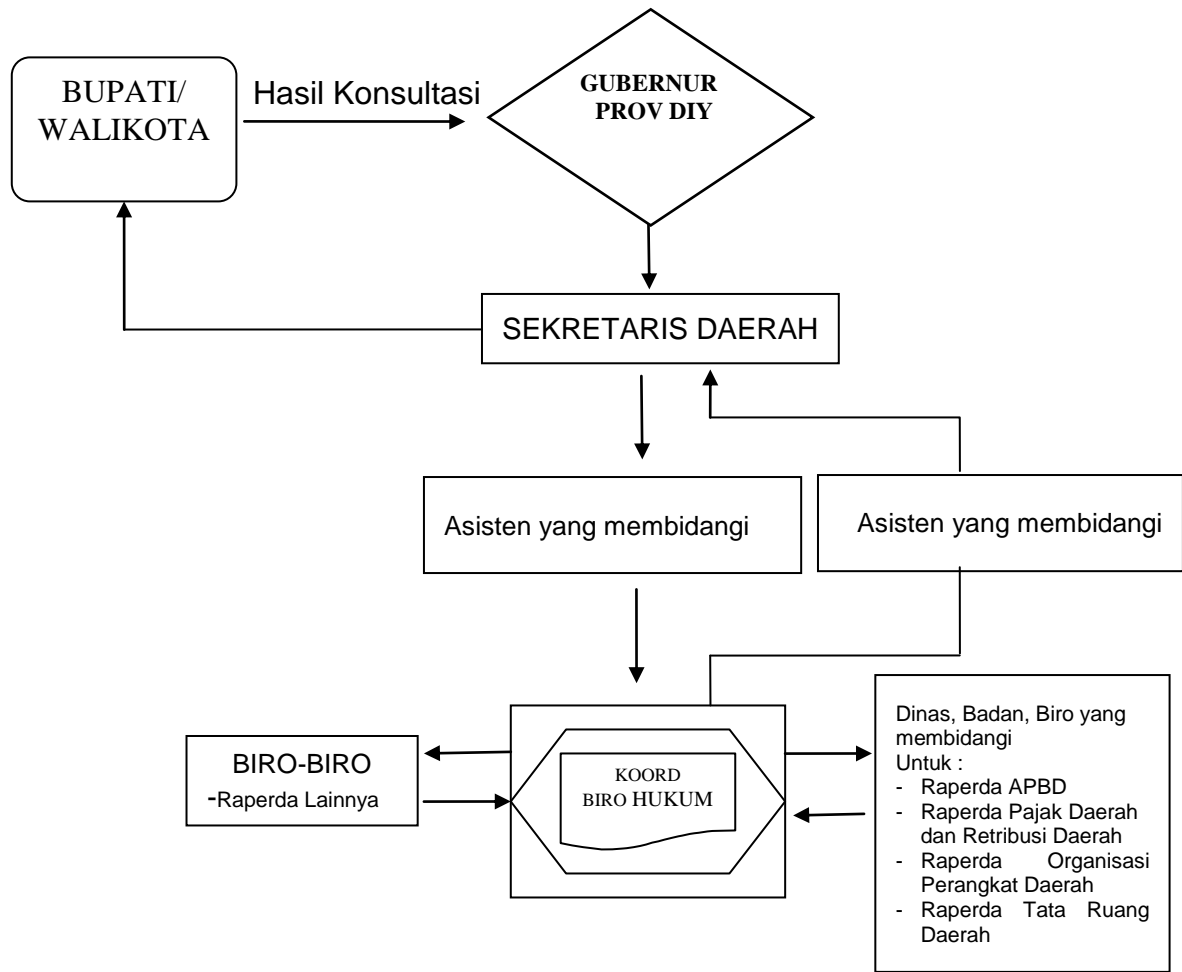 BUPATI/
WALIKOTA
Hasil Konsultasi
GUBERNUR
PROV DIY
SEKRETARIS DAERAH
Asisten yang membidangi
Asisten yang membidangi
BIRO-BIRO
-Raperda Lainnya
KOORD
BIRO HUKUM
Dinas, Badan, Biro yang
membidangi
Untuk :
- Raperda APBD
- Raperda Pajak Daerah
dan Retribusi Daerah
- Raperda Organisasi
Perangkat Daerah
- Raperda Tata Ruang
Daerah